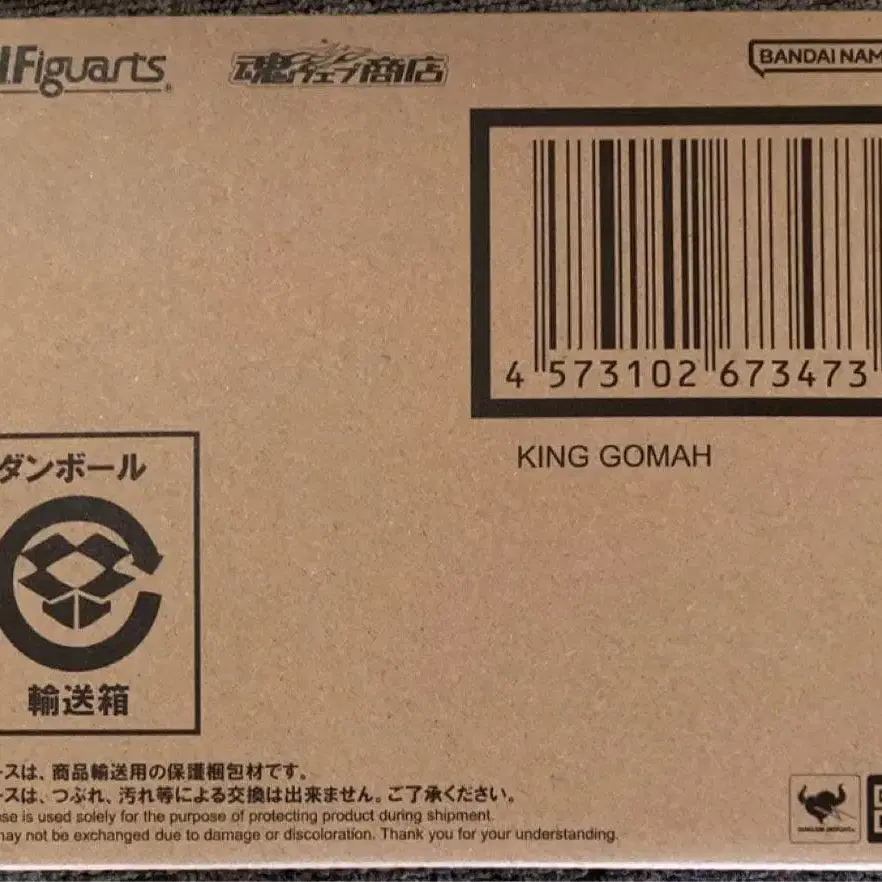 .Figuarts
魂ウェブ商店
BANDAI NAM
4 573102 673473
KING GOMAH
ダンボール
輸送箱
ースは、商品輸送用の保護梱包材です。
ースは、つぶれ、汚れ等による交換は出来ません。ご了承ください。
se is used solely for the purpose of protecting product during shipment.
may not be exchanged due to damage or discoloration. Thank you for your understanding.